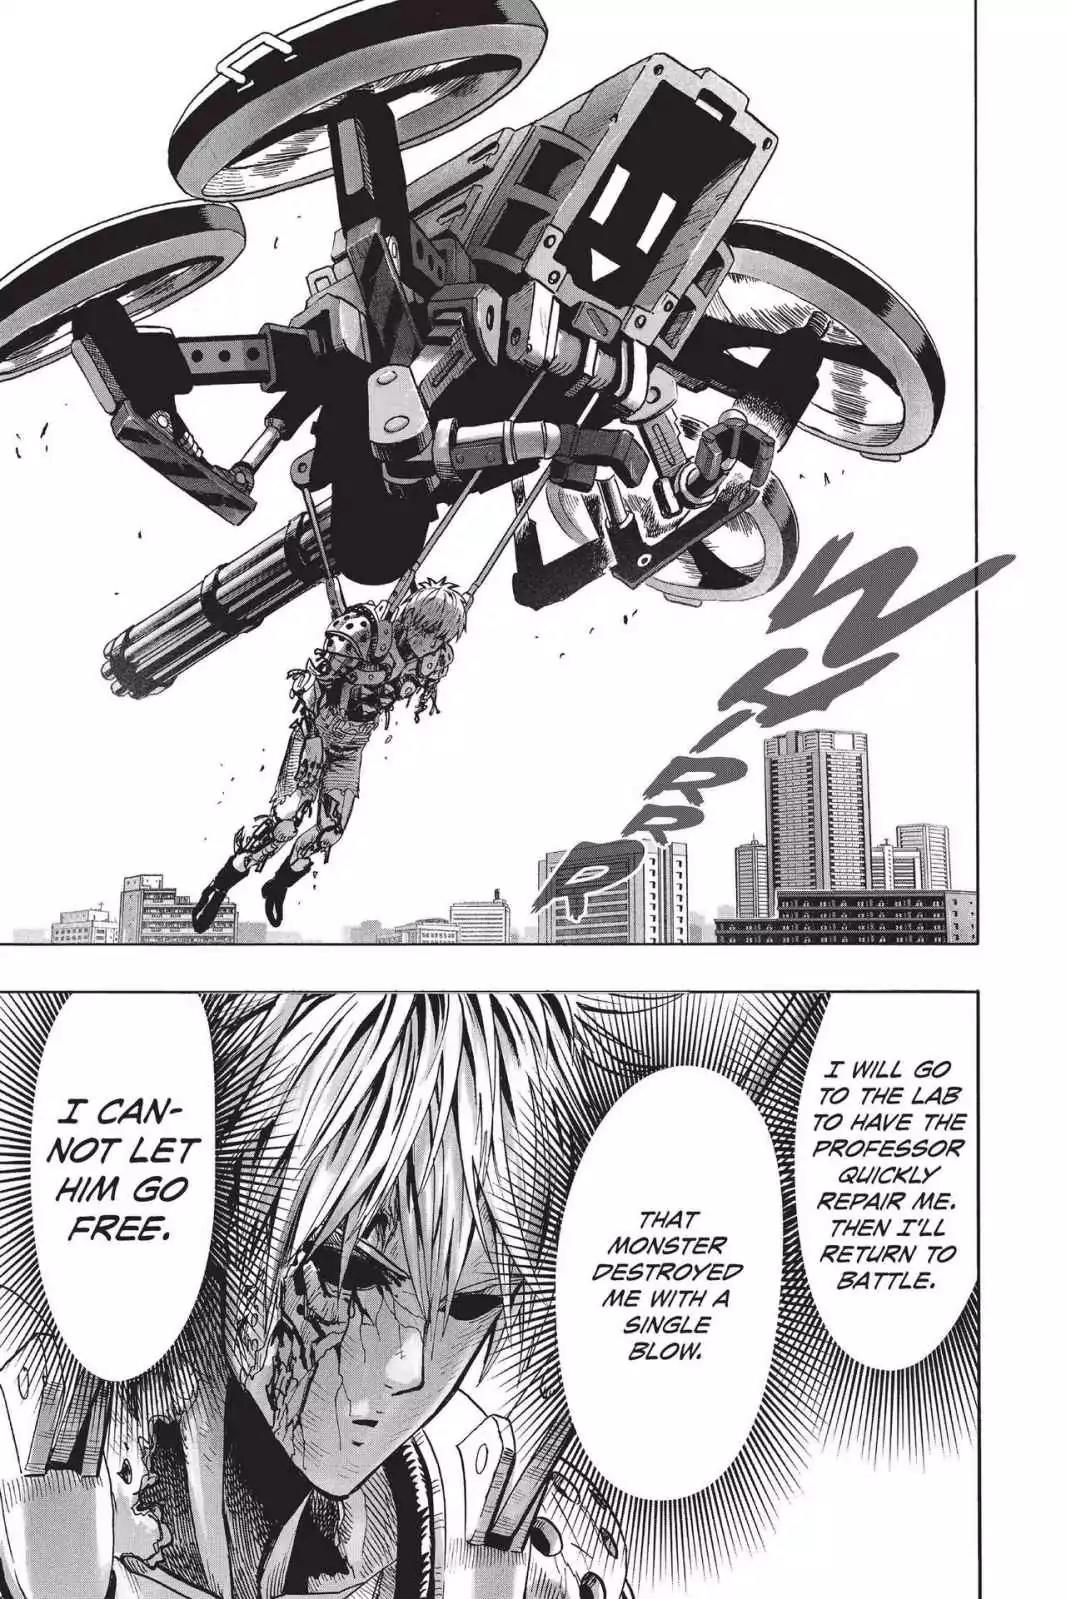 WHIRRR
I WILL GO
TO THE LAB
TO HAVE THE
PROFESSOR
QUICKLY
REPAIR ME.
THEN I'LL
RETURN TO
BATTLE.
THAT
MONSTER
DESTROYED
ME WITH A
SINGLE
BLOW.
I CAN-
NOT LET
HIM GO
FREE.